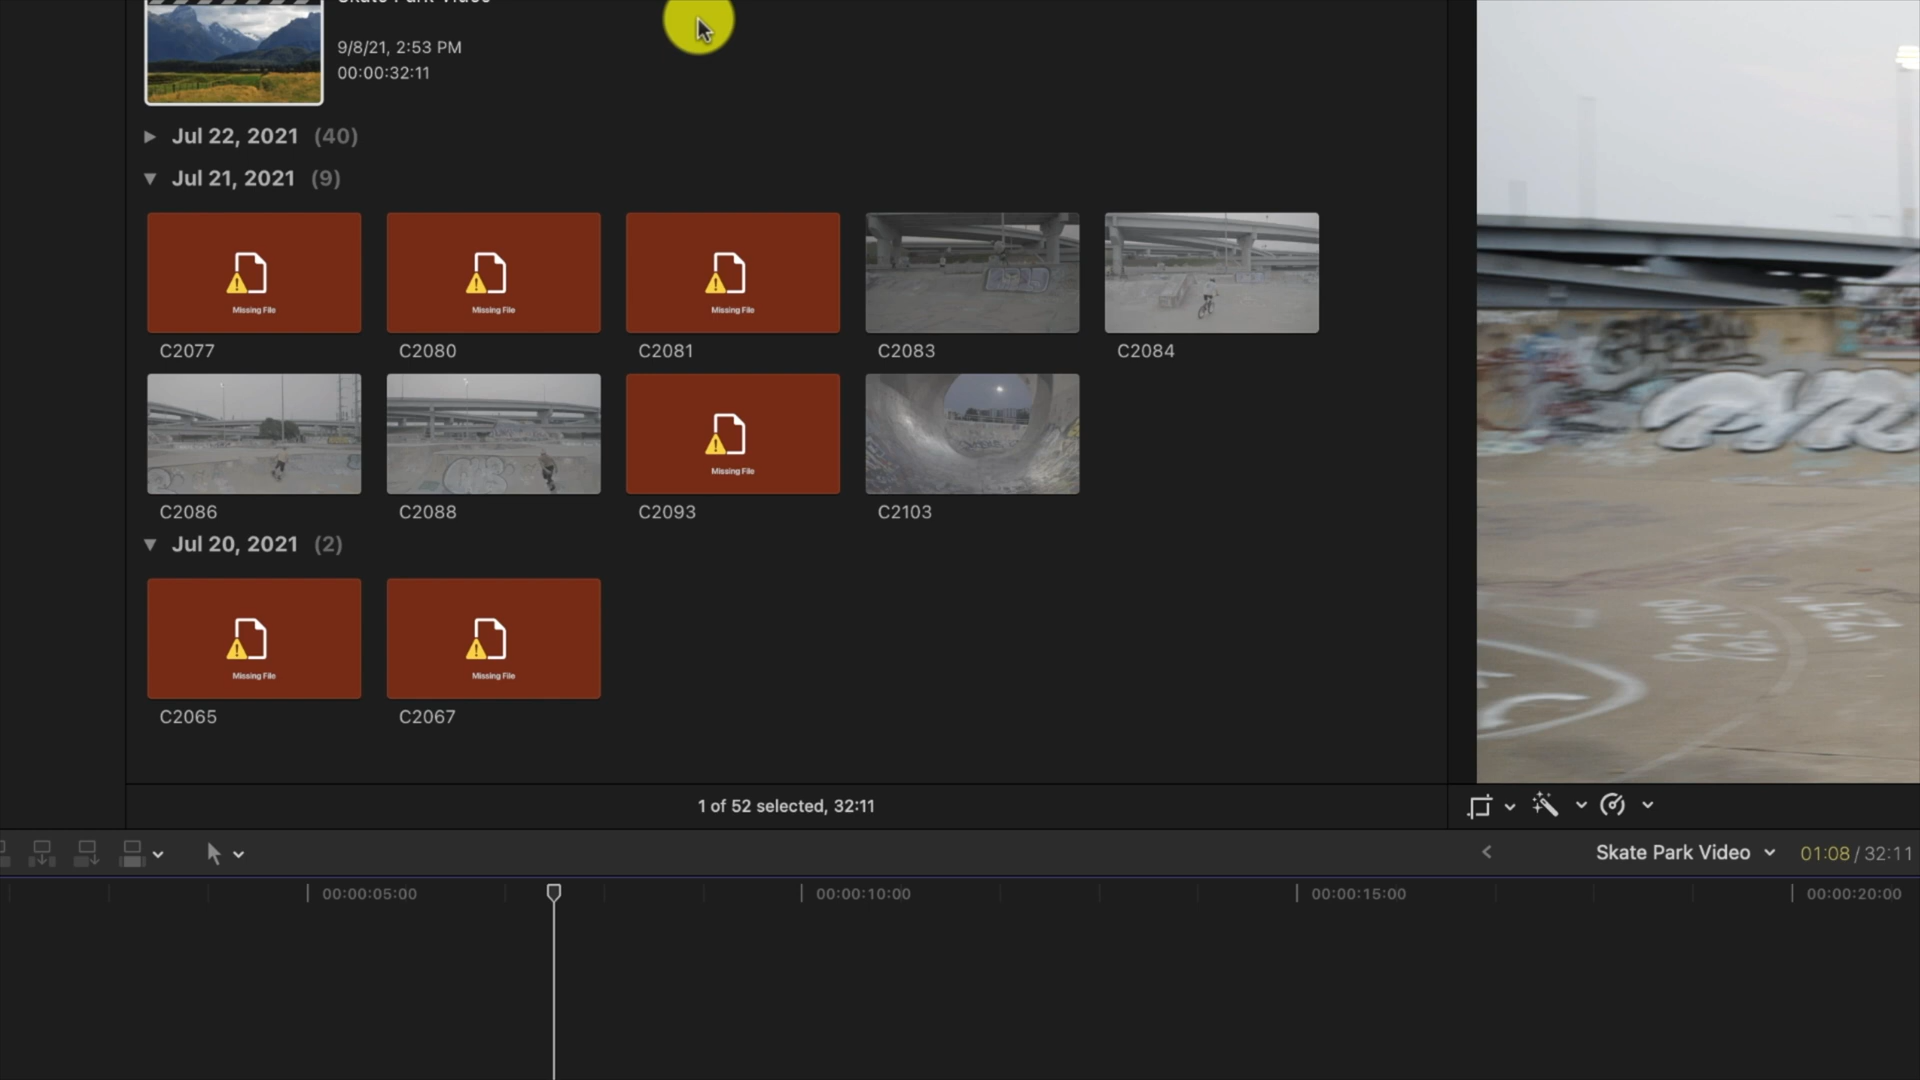 Skate Park Video
9/8/21, 2:53 PM
00:00:32:11
Jul 22, 2021 (40)
Jul 21, 2021 (9)
Missing File
Missing File
Missing File
C2077
C2080
C2081
C2083
C2084
Missing File
C2086
C2088
C2093
C2103
Jul 20, 2021 (2)
Missing File
Missing File
C2065
C2067
1 of 52 selected, 32:11
Skate Park Video
01:08 / 32:11
00:00:05:00
00:00:10:00
00:00:15:00
00:00:20:00